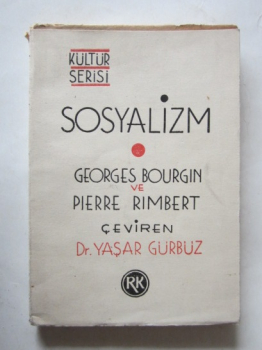 KÜLTÜR
SERİSİ
SOSYALİZM
GEORGES BOURGIN
VE
PIERRE RIMBERT
ÇEVİREN
Dr. YAŞAR GÜRBÜZ
RK